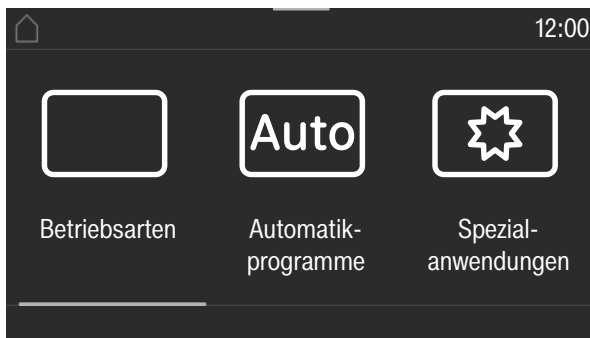 12:00
Auto
Betriebsarten
Automatik-
programme
Spezial-
anwendungen